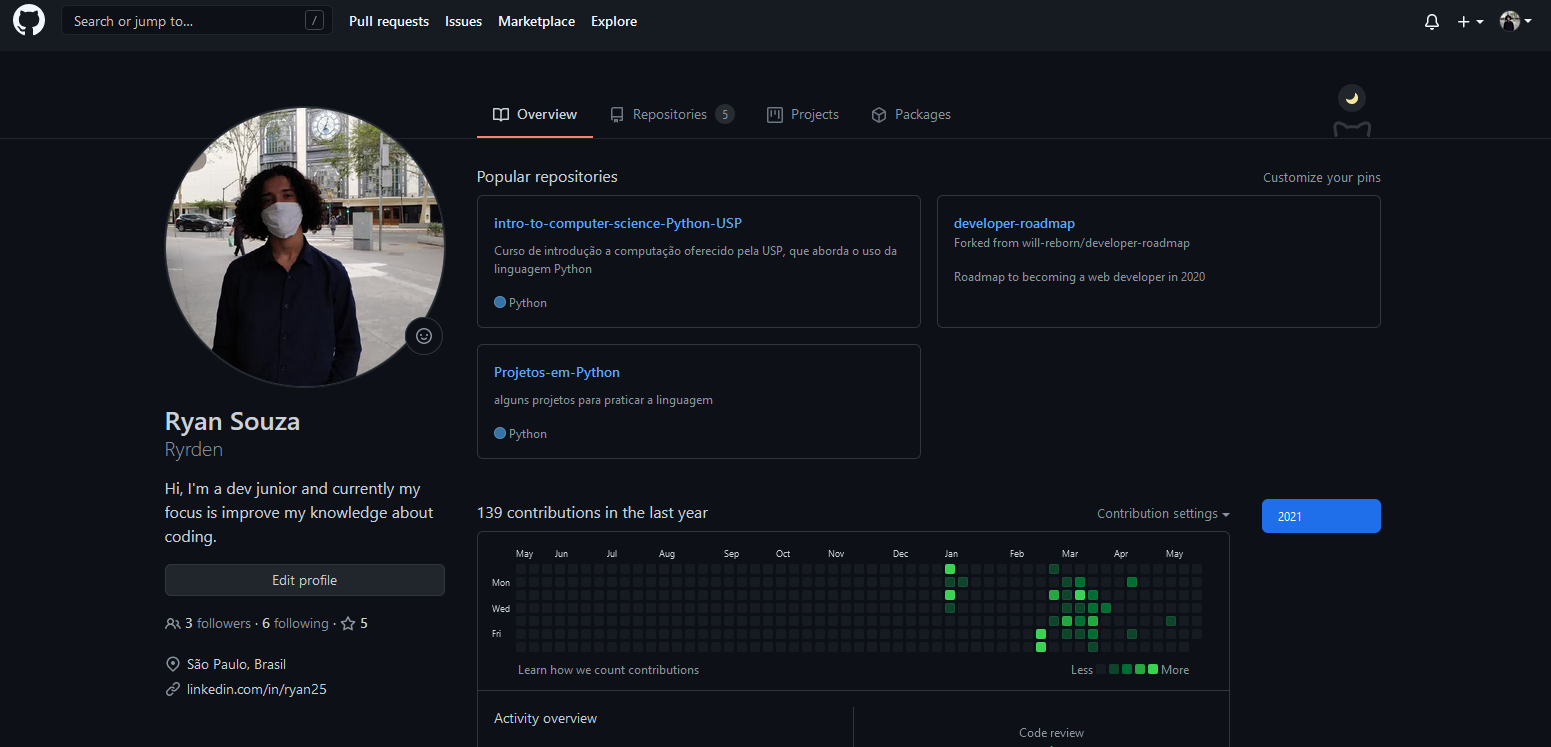 Search or jump to...
/
Pull requests
Issues
Marketplace
Explore
Overview
Repositories 5
Projects
Packages
Ryan Souza
Ryrden
Hi, I'm a dev junior and currently my
focus is improve my knowledge about
coding.
Edit profile
3 followers · 6 following · 5
São Paulo, Brasil
linkedin.com/in/ryan25
Popular repositories
Customize your pins
intro-to-computer-science-Python-USP
Curso de introdução a computação oferecido pela USP, que aborda o uso da
linguagem Python
Python
developer-roadmap
Forked from will-reborn/developer-roadmap
Roadmap to becoming a web developer in 2020
Projetos-em-Python
alguns projetos para praticar a linguagem
Python
139 contributions in the last year
Contribution settings
2021
May Jun Jul Aug Sep Oct Nov Dec Jan Feb Mar Apr May
Mon
Wed
Fri
Learn how we count contributions
Less
More
Activity overview
Code review